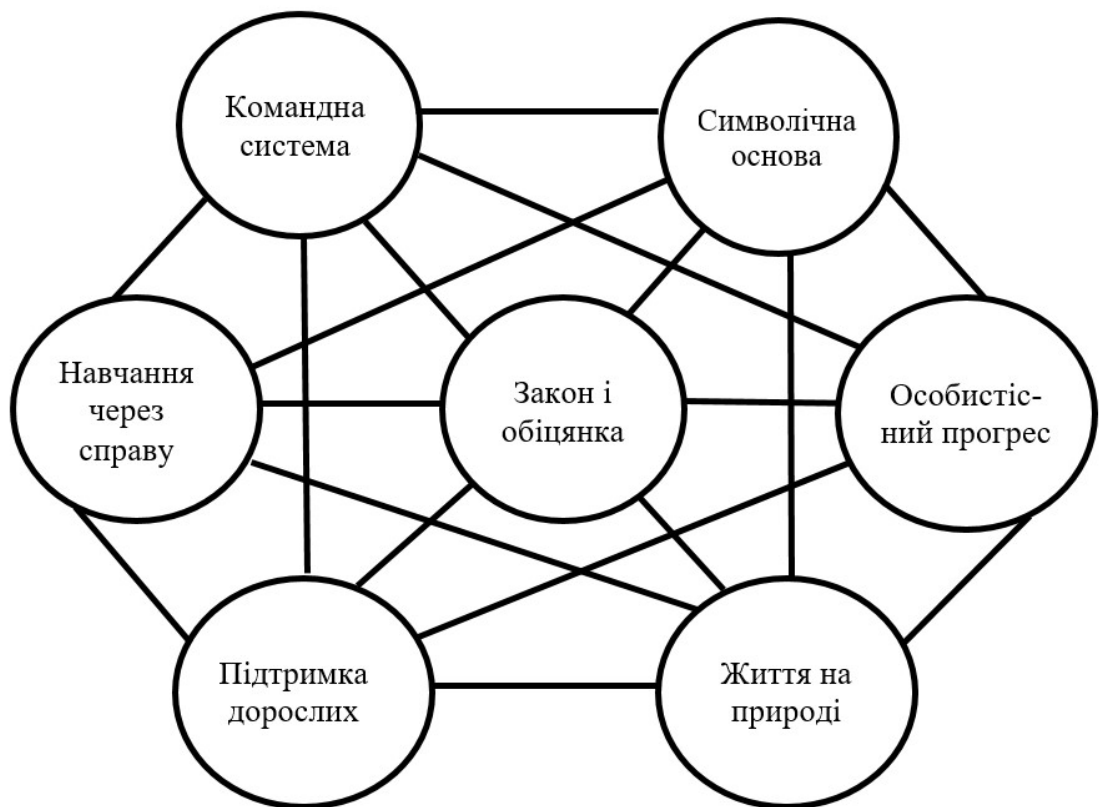 Командна
система
Символічна
основа
Навчання
через
справу
Закон і
обіцянка
Особистіс-
ний прогрес
Підтримка
дорослих
Життя на
природі